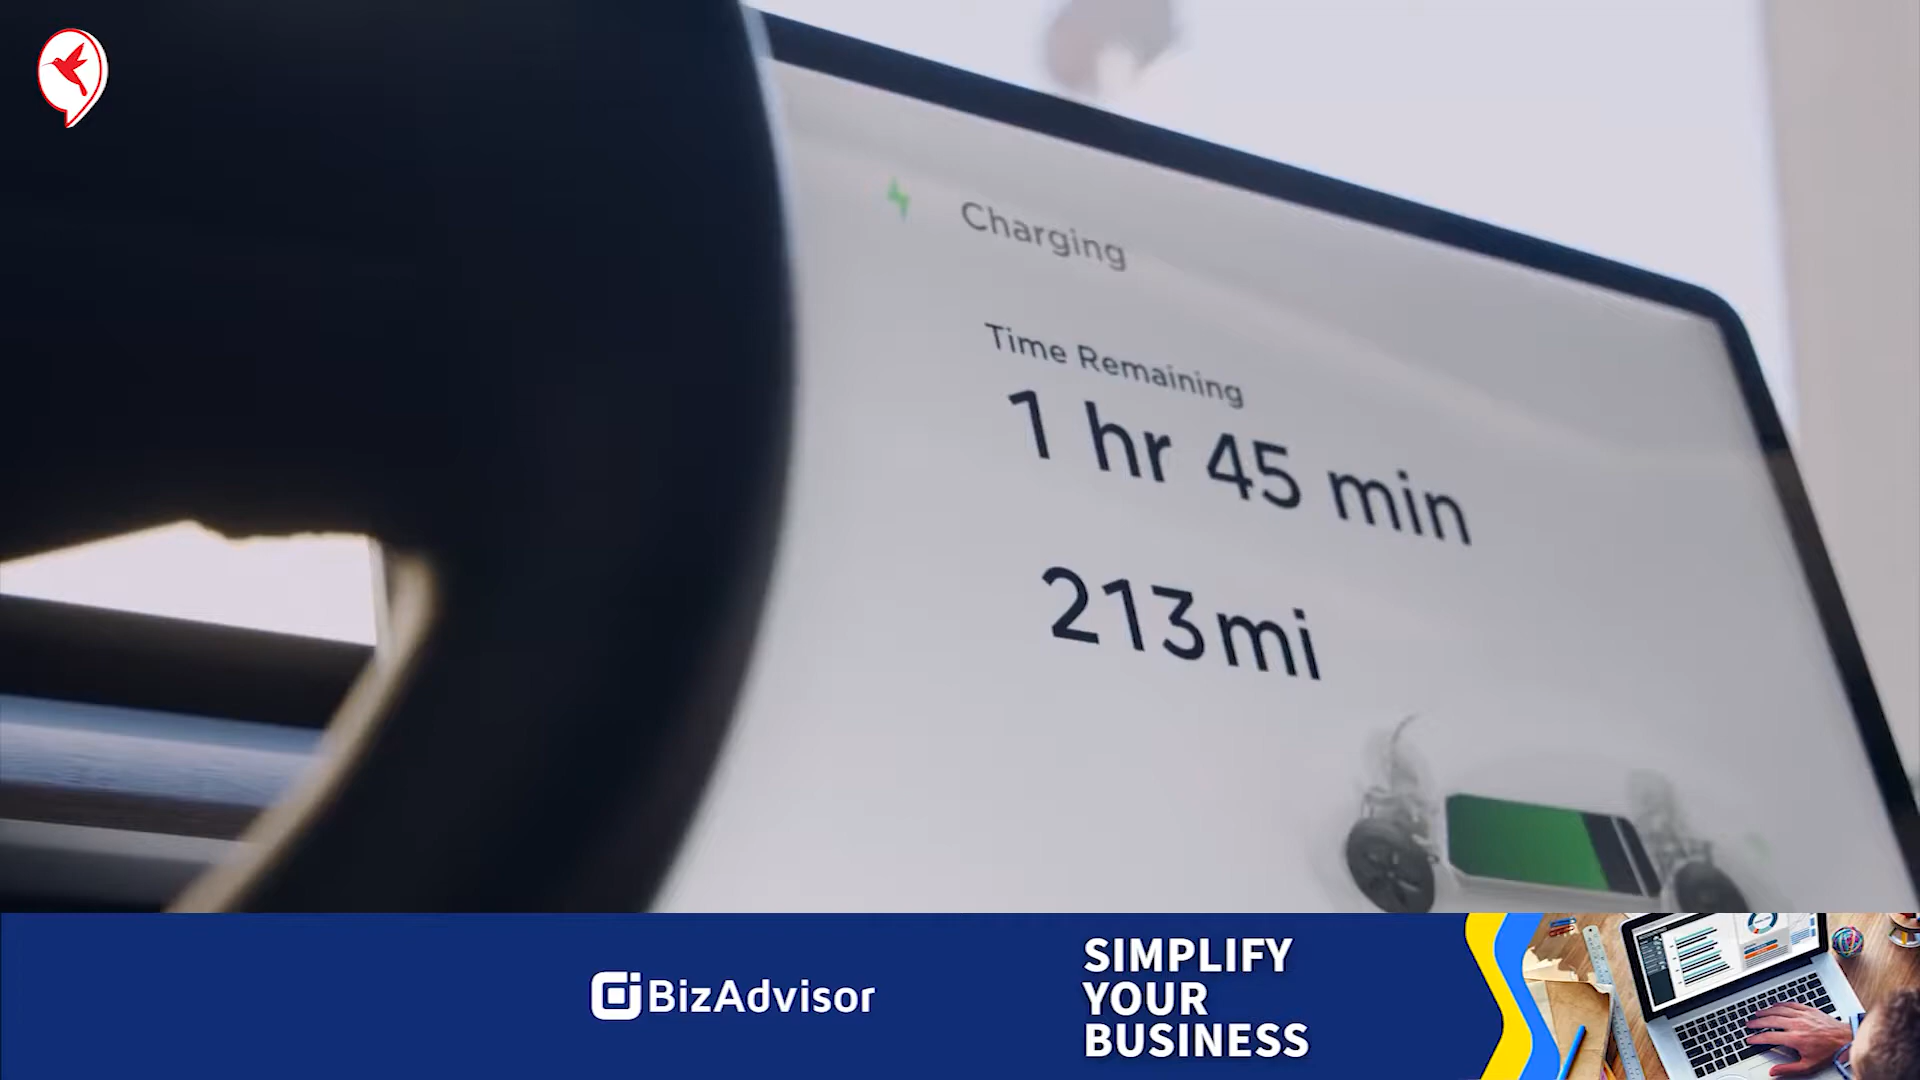 Charging
Time Remaining
1 hr 45 min
213mi
BizAdvisor
SIMPLIFY
YOUR
BUSINESS